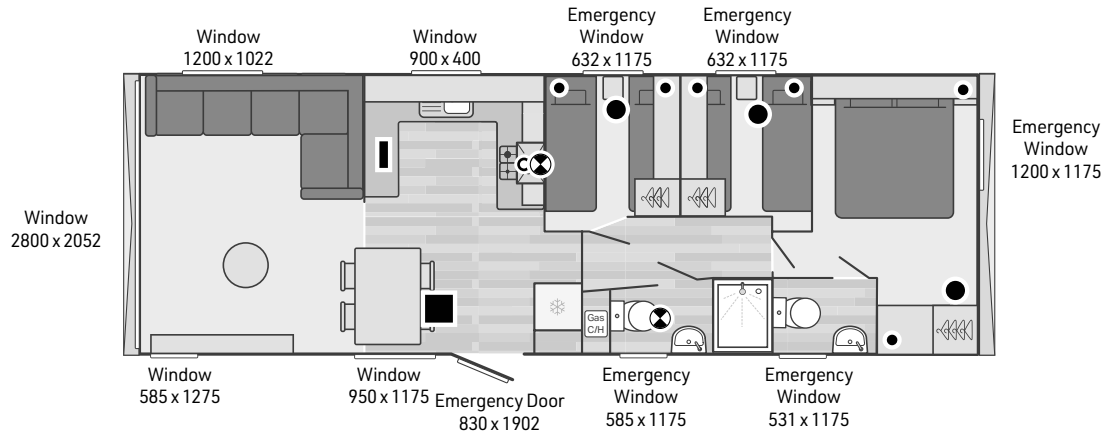 Window
1200 x 1022
Window
900 x 400
Emergency
Window
632 x 1175
Emergency
Window
632 x 1175
Emergency
Window
1200 x 1175
Window
2800 x 2052
Gas
C/H
Window
585 x 1275
Window
950 x 1175
Emergency Door
830 x 1902
Emergency
Window
585 x 1175
Emergency
Window
531 x 1175